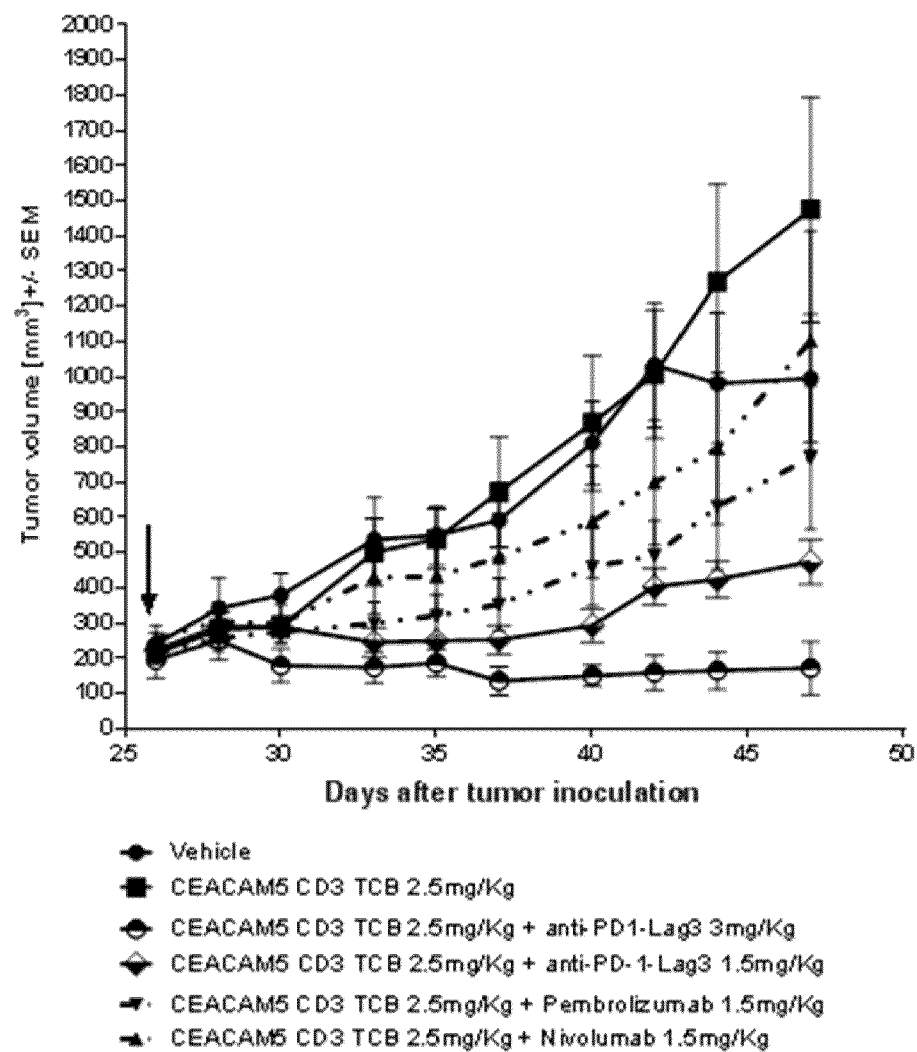 2000
1900
1800
1700
1600
1500
1400
1300
1200
1100
1000
900
800
700
600
500
400
300
200
100
0
Tumor volume [mm³]+/- SEM
25 30 35 40 45 50
Days after tumor inoculation
Vehicle
CEACAM5 CD3 TCB 2.5mg/Kg
CEACAM5 CD3 TCB 2.5mg/Kg + anti-PD1-Lag3 3mg/Kg
CEACAM5 CD3 TCB 2.5mg/Kg + anti-PD-1-Lag3 1.5mg/Kg
CEACAM5 CD3 TCB 2.5mg/Kg + Pembrolizumab 1.5mg/Kg
CEACAM5 CD3 TCB 2.5mg/Kg + Nivolumab 1.5mg/Kg